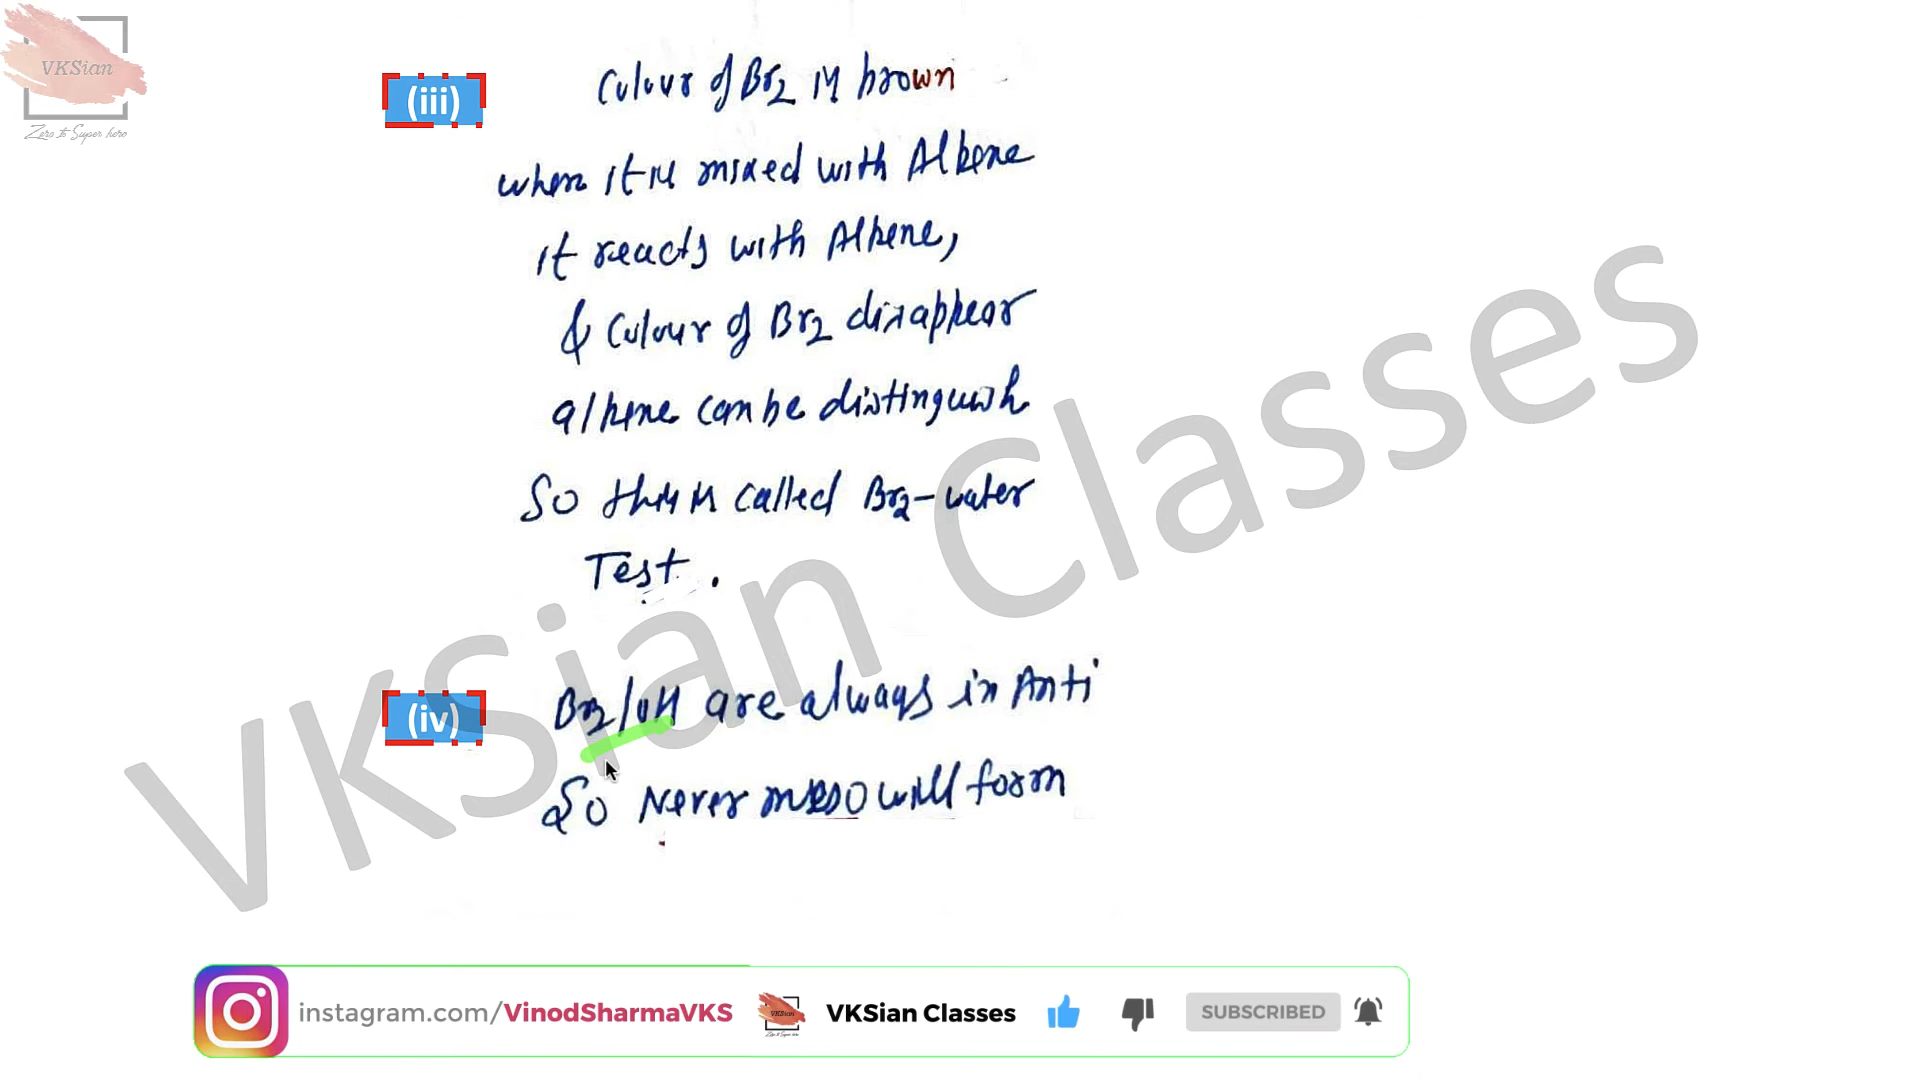 VKSian
Zero to Super hero
(iii)
Colour of Br2 is brown
when it is mixed with Alkene
it reacts with Alkene,
& Colour of Br2 disappear
alkene can be distinguish
So this is called Br2-water
Test.
(iv)
Br2/OH are always in Anti
So Never meso will form
VKSian Classes
instagram.com/VinodSharmaVKS
VKSian
VKSian Classes
SUBSCRIBED